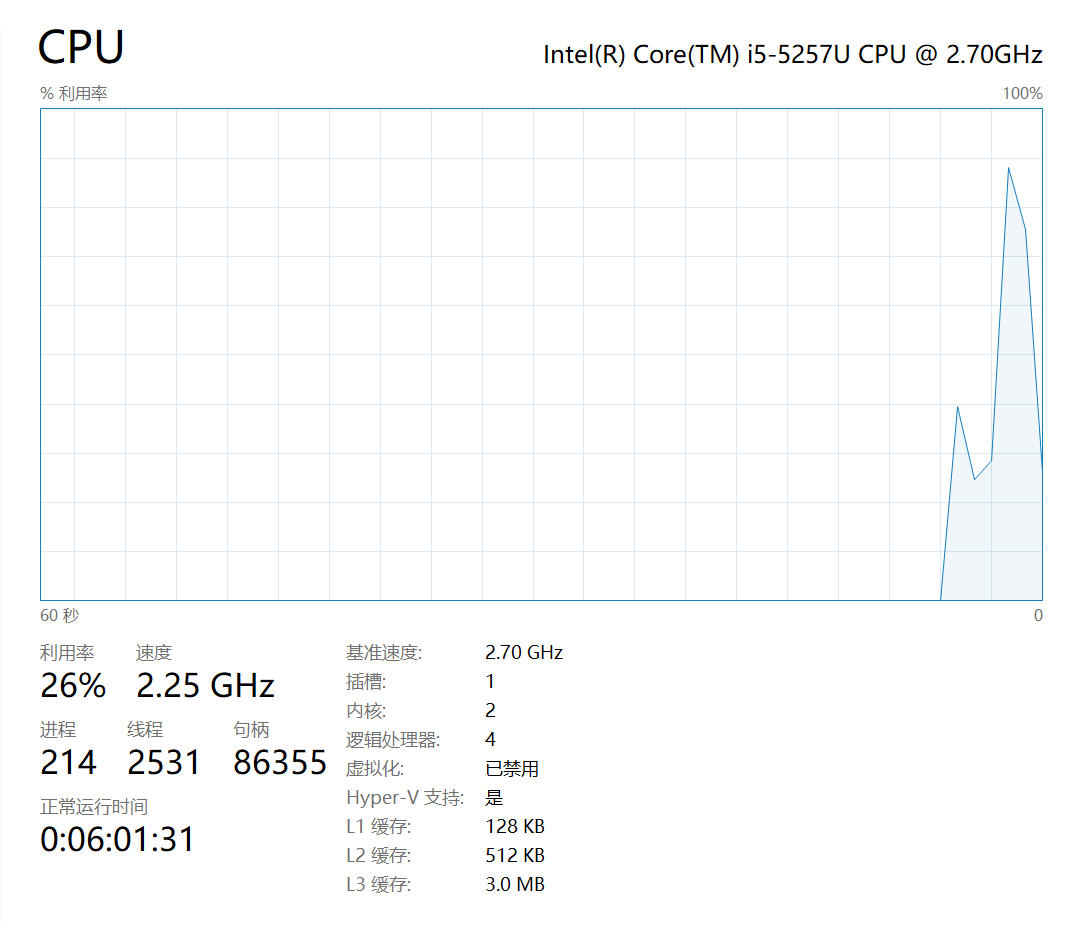 CPU
Intel(R) Core(TM) i5-5257U CPU @ 2.70GHz
% 利用率
100%
60 秒
0
利用率 速度
26% 2.25 GHz
进程 线程 句柄
214 2531 86355
正常运行时间
0:06:01:31
基准速度: 2.70 GHz
插槽: 1
内核: 2
逻辑处理器: 4
虚拟化: 已禁用
Hyper-V 支持: 是
L1 缓存: 128 KB
L2 缓存: 512 KB
L3 缓存: 3.0 MB